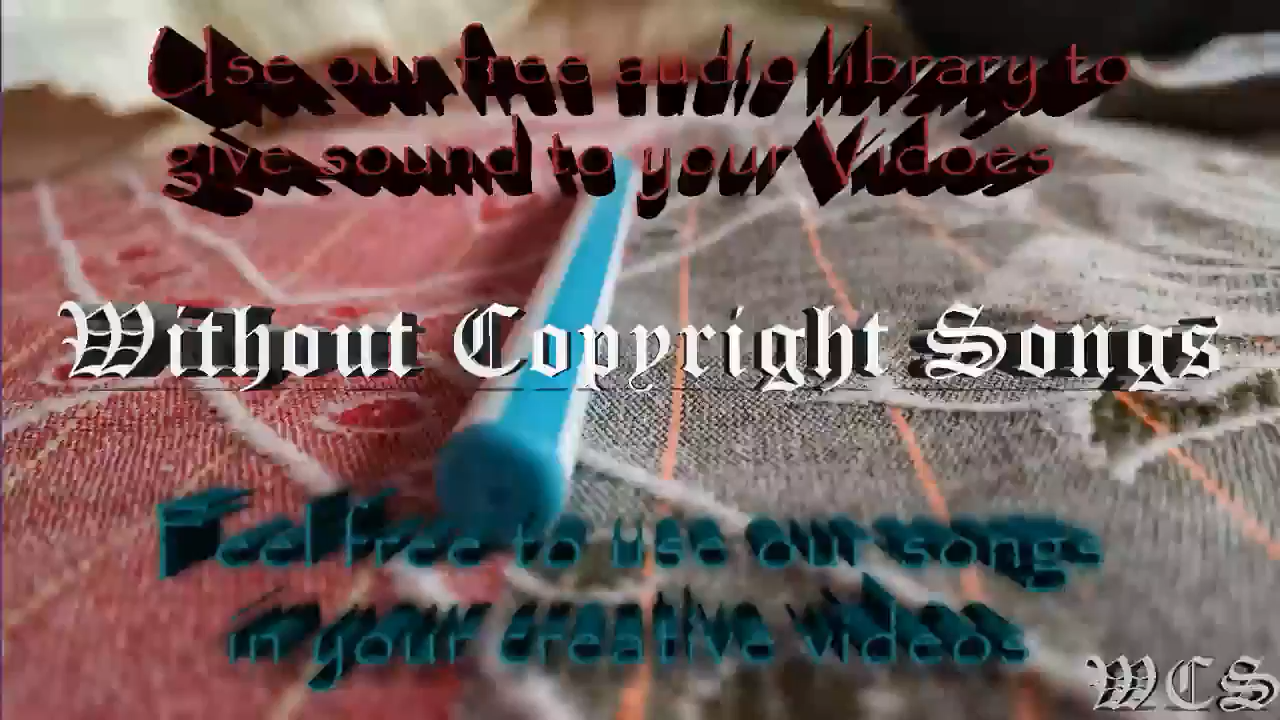 Use our free audio library to
give sound to your Vidoes
Without Copyright Songs
Feel free to use our songs
in your creative videos
WCS